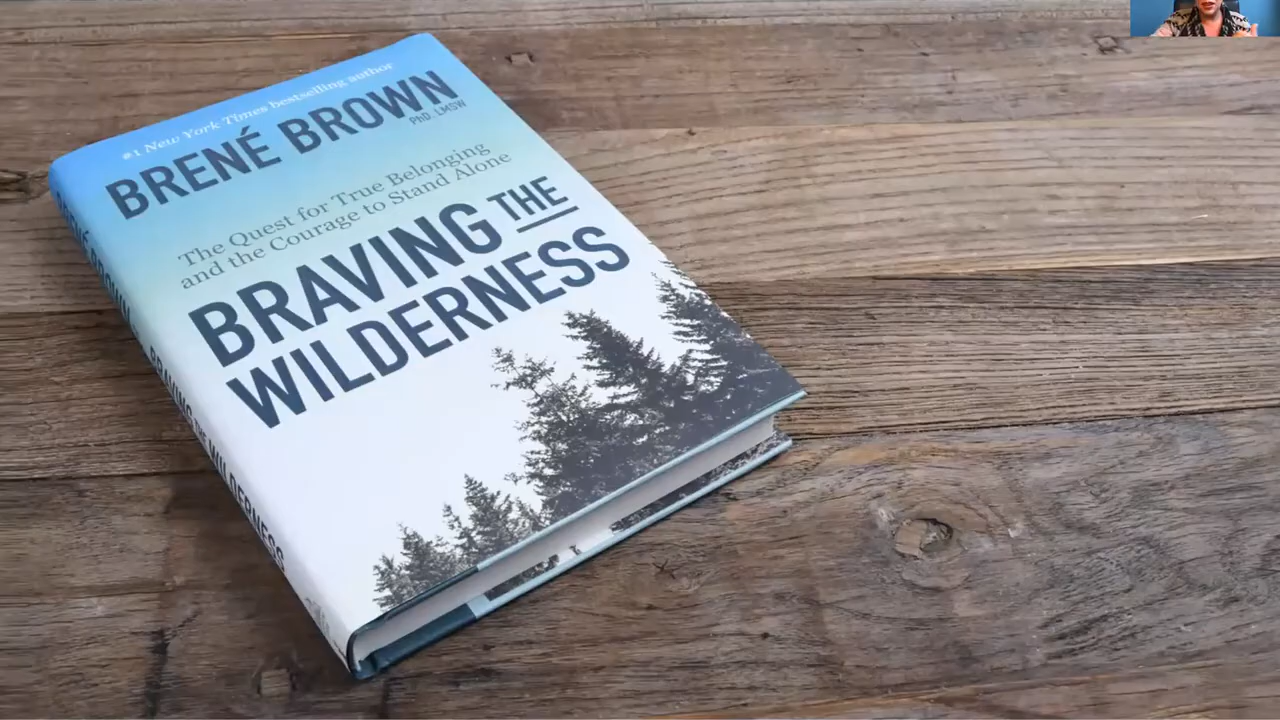 #1 New York Times bestselling author
BRENÉ BROWN
PhD, LMSW
The Quest for True Belonging
and the Courage to Stand Alone
BRAVING THE
WILDERNESS
BRENÉ BROWN
BRAVING THE WILDERNESS